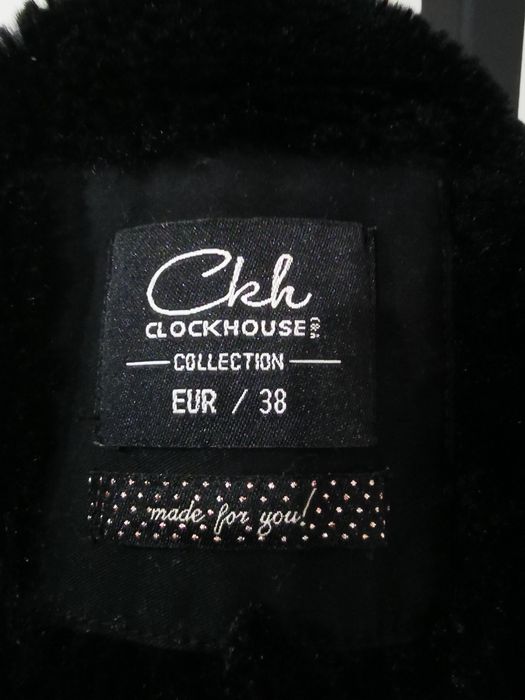 Ckh
CLOCKHOUSE C&A
COLLECTION
EUR / 38
made for you!